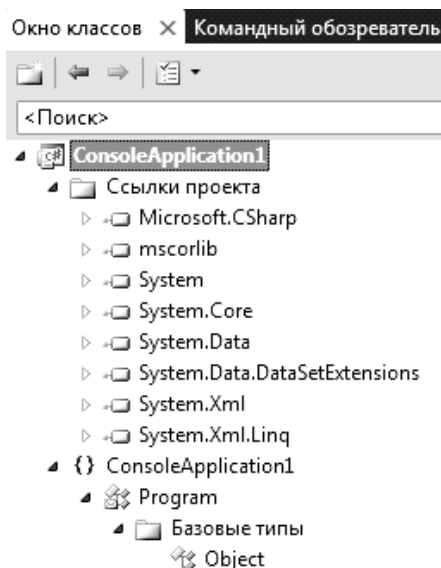 Окно классов × Командный обозреватель
<Поиск>
ConsoleApplication1
Ссылки проекта
Microsoft.CSharp
mscorlib
System
System.Core
System.Data
System.Data.DataSetExtensions
System.Xml
System.Xml.Linq
{} ConsoleApplication1
Program
Базовые типы
Object